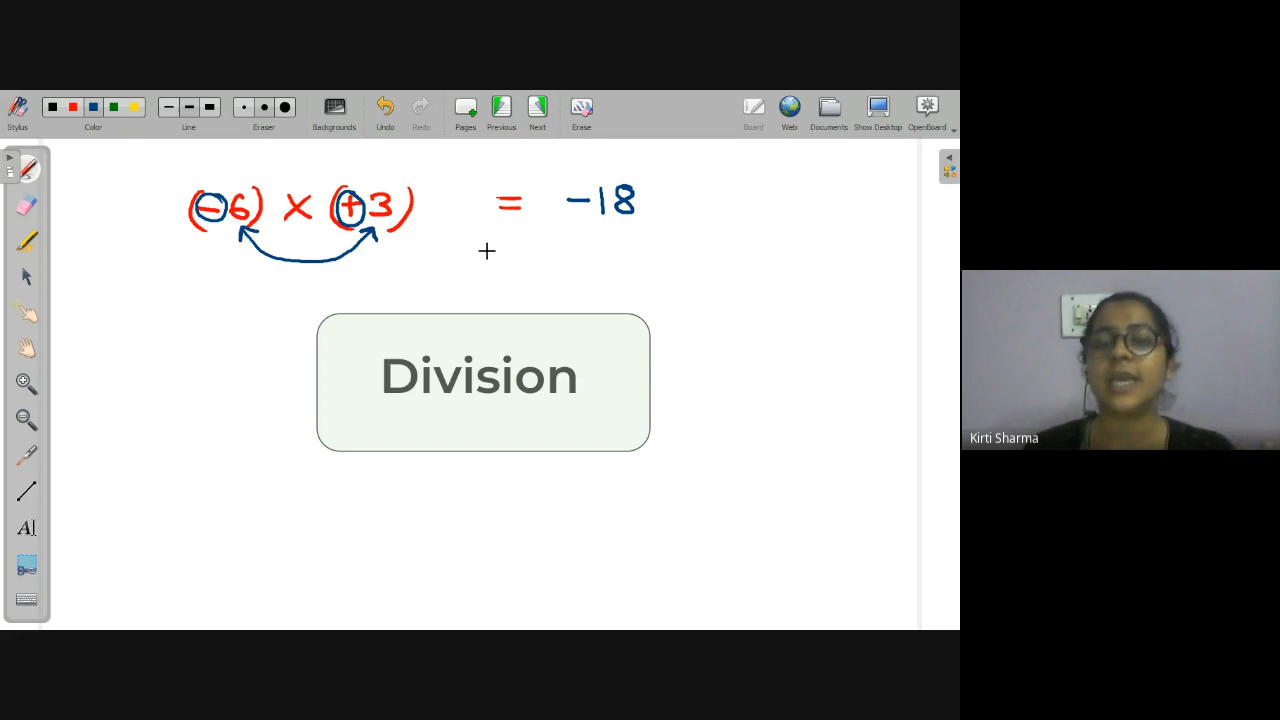 Stylus Color Line Eraser Backgrounds Undo Redo Pages Previous Next Erase Board Web Documents Show Desktop OpenBoard
(-6) × (+3) = -18
Division
Kirti Sharma